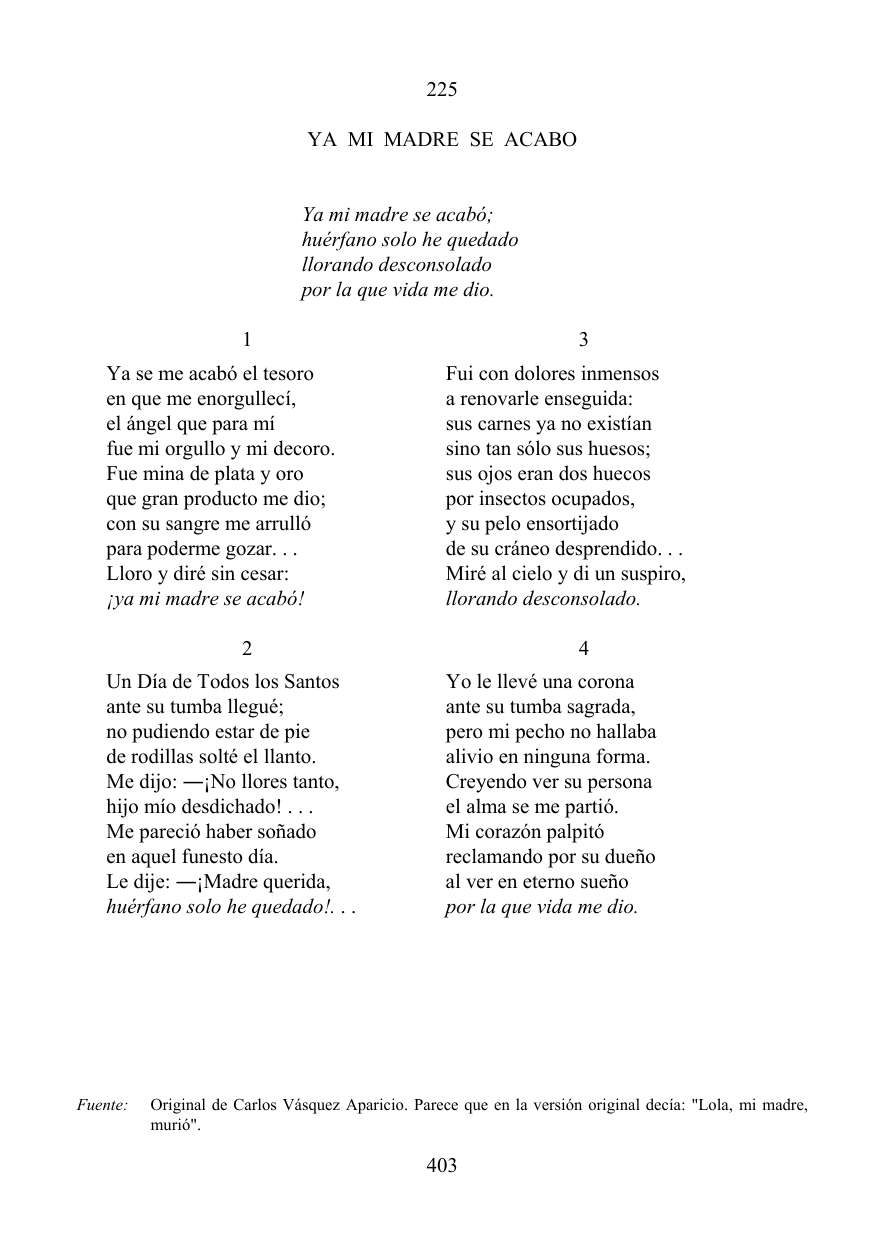 225
YA MI MADRE SE ACABO
Ya mi madre se acabó;
huérfano solo he quedado
llorando desconsolado
por la que vida me dio.
1
Ya se me acabó el tesoro
en que me enorgullecí,
el ángel que para mí
fue mi orgullo y mi decoro.
Fue mina de plata y oro
que gran producto me dio;
con su sangre me arrulló
para poderme gozar. . .
Lloro y diré sin cesar:
¡ya mi madre se acabó!
2
Un Día de Todos los Santos
ante su tumba llegué;
no pudiendo estar de pie
de rodillas solté el llanto.
Me dijo: —¡No llores tanto,
hijo mío desdichado! . . .
Me pareció haber soñado
en aquel funesto día.
Le dije: —¡Madre querida,
huérfano solo he quedado!. . .
3
Fui con dolores inmensos
a renovarle enseguida:
sus carnes ya no existían
sino tan sólo sus huesos;
sus ojos eran dos huecos
por insectos ocupados,
y su pelo ensortijado
de su cráneo desprendido. . .
Miré al cielo y di un suspiro,
llorando desconsolado.
4
Yo le llevé una corona
ante su tumba sagrada,
pero mi pecho no hallaba
alivio en ninguna forma.
Creyendo ver su persona
el alma se me partió.
Mi corazón palpitó
reclamando por su dueño
al ver en eterno sueño
por la que vida me dio.
Fuente: Original de Carlos Vásquez Aparicio. Parece que en la versión original decía: "Lola, mi madre,
murió".
403